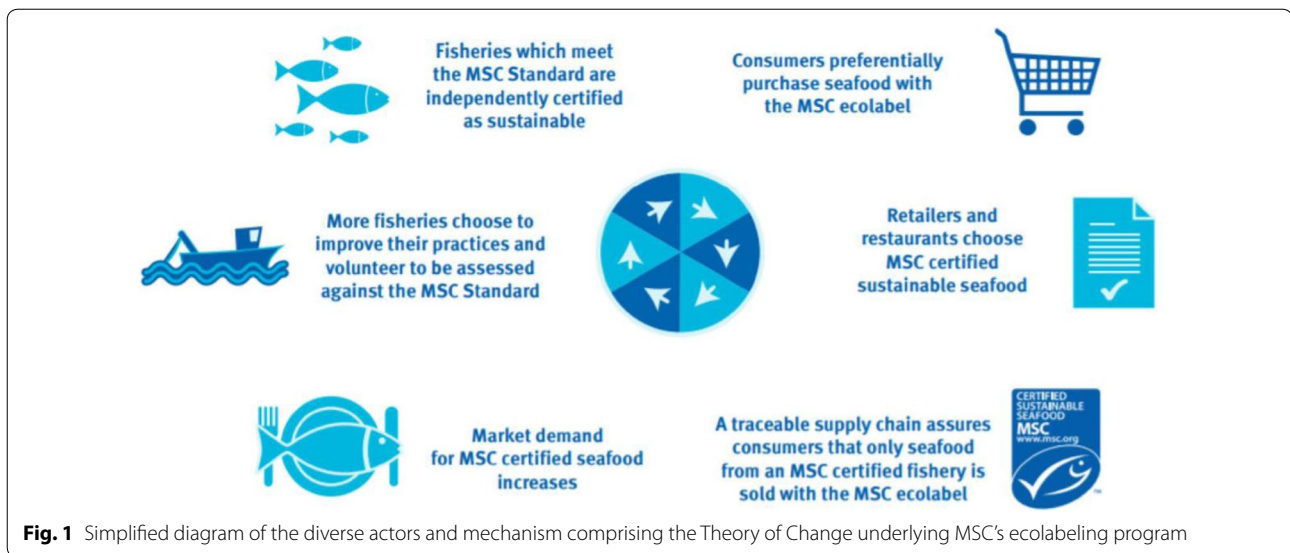 Fisheries which meet
the MSC Standard are
independently certified
as sustainable
Consumers preferentially
purchase seafood with
the MSC ecolabel
More fisheries choose to
improve their practices and
volunteer to be assessed
against the MSC Standard
Retailers and
restaurants choose
MSC certified
sustainable seafood
Market demand
for MSC certified seafood
increases
A traceable supply chain assures
consumers that only seafood
from an MSC certified fishery is
sold with the MSC ecolabel
CERTIFIED
SUSTAINABLE
SEAFOOD
MSC
www.msc.org
TM
Fig. 1 Simplified diagram of the diverse actors and mechanism comprising the Theory of Change underlying MSC's ecolabeling program